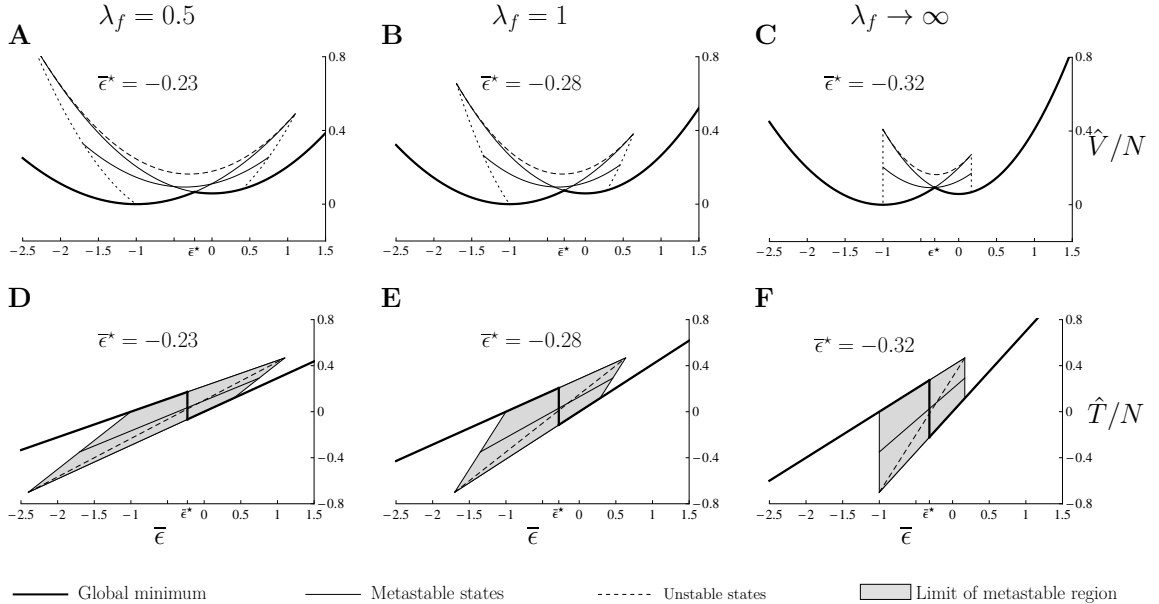 λ_f = 0.5
λ_f = 1
λ_f → ∞
A
B
C
ε̄* = −0.23
ε̄* = −0.28
ε̄* = −0.32
0.8
0.4
0
0.8
0.4
0
0.8
0.4
0
V̂/N
−2.5 −2 −1.5 −1 ε̄* 0 0.5 1 1.5
−2.5 −2 −1.5 −1 ε̄* 0 0.5 1 1.5
−2.5 −2 −1.5 −1 ε* 0 0.5 1 1.5
D
E
F
ε̄* = −0.23
ε̄* = −0.28
ε̄* = −0.32
0.8
0.4
0
−0.4
−0.8
0.8
0.4
0
−0.4
−0.8
0.8
0.4
0
−0.4
−0.8
T̂/N
−2.5 −2 −1.5 −1 −0.5 ε̄* 0 0.5 1 1.5
−2.5 −2 −1.5 −1 −0.5 ε̄* 0 0.5 1 1.5
−2.5 −2 −1.5 −1 ε̄* 0 0.5 1 1.5
ε̄
ε̄
ε̄
Global minimum
Metastable states
Unstable states
Limit of metastable region